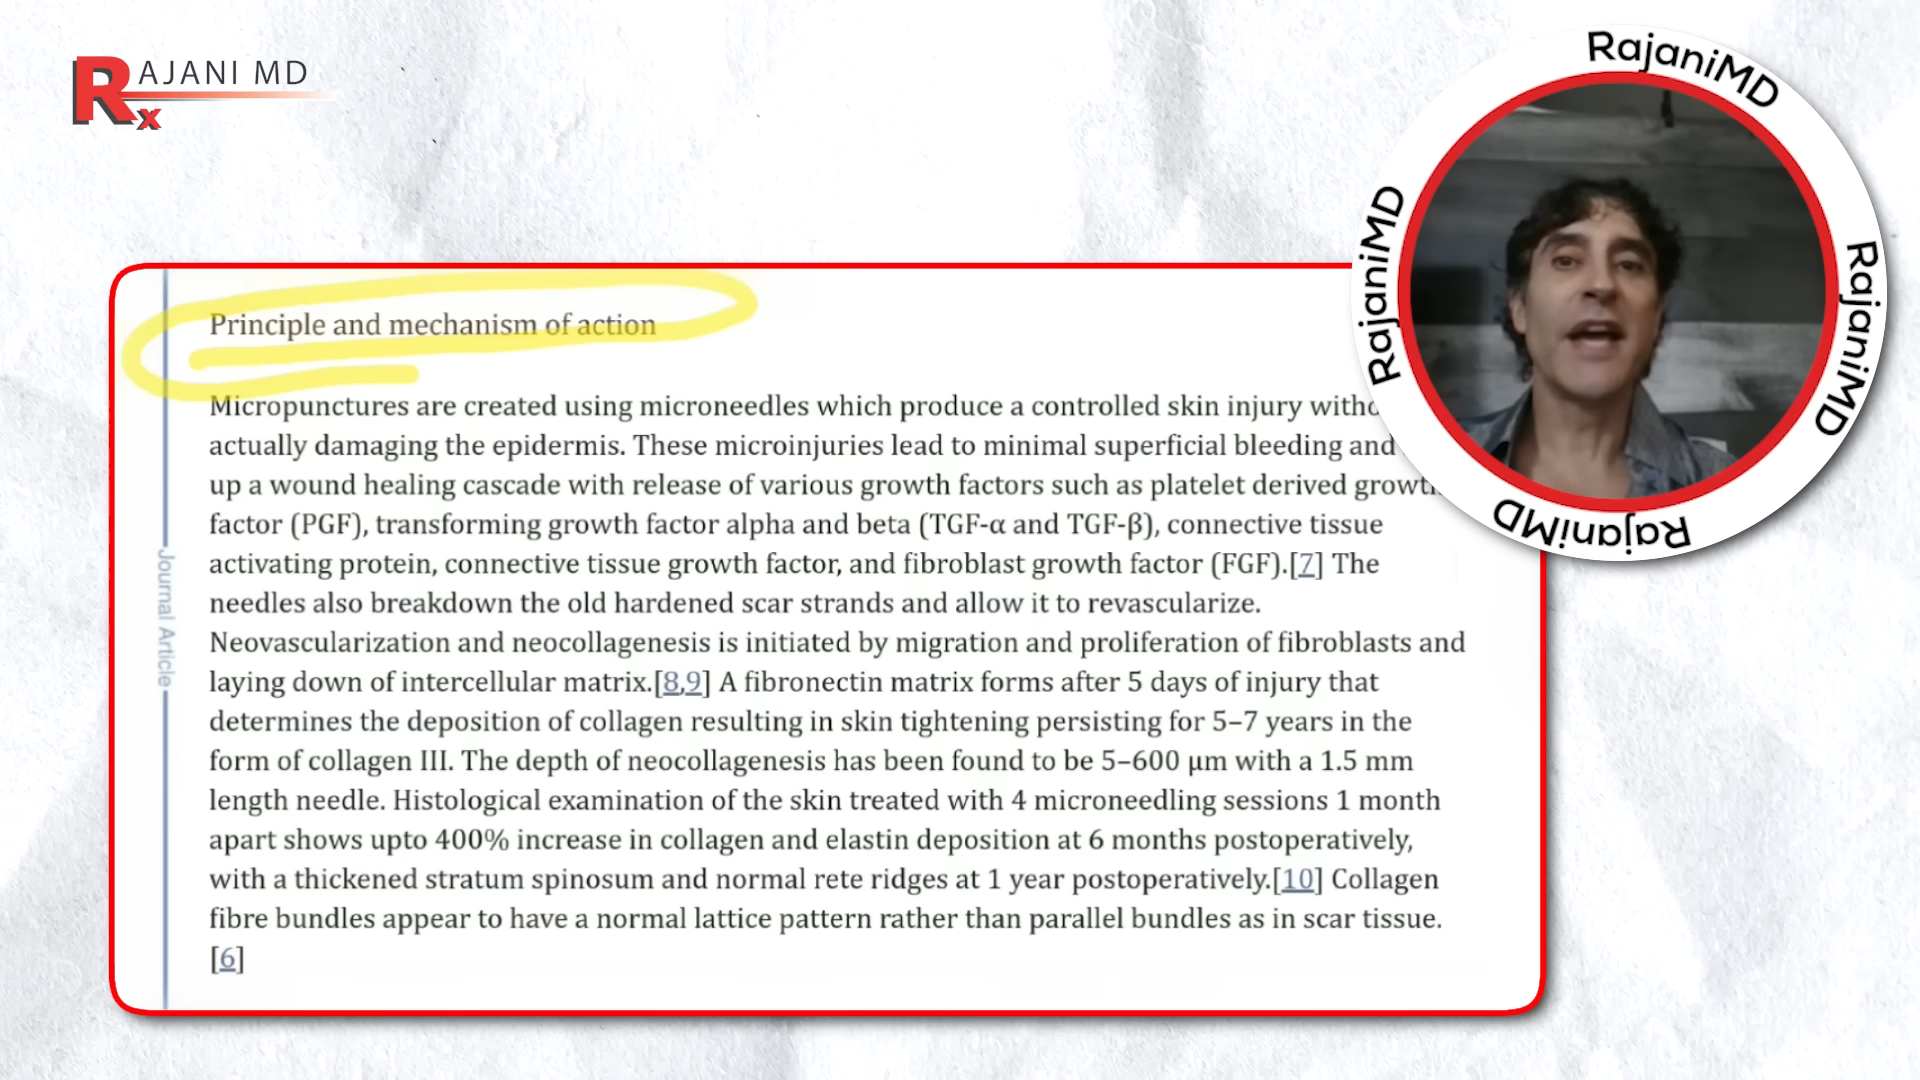 Rx AJANI MD
RajaniMD
RajaniMD
RajaniMD
RajaniMD
Principle and mechanism of action
Micropunctures are created using microneedles which produce a controlled skin injury
actually damaging the epidermis. These microinjuries lead to minimal superficial bleeding and
up a wound healing cascade with release of various growth factors such as platelet derived
factor (PGF), transforming growth factor alpha and beta (TGF-α and TGF-β), connective tissue
activating protein, connective tissue growth factor, and fibroblast growth factor (FGF).[7] The
needles also breakdown the old hardened scar strands and allow it to revascularize.
Neovascularization and neocollagenesis is initiated by migration and proliferation of fibroblasts and
laying down of intercellular matrix.[8,9] A fibronectin matrix forms after 5 days of injury that
determines the deposition of collagen resulting in skin tightening persisting for 5–7 years in the
form of collagen III. The depth of neocollagenesis has been found to be 5–600 μm with a 1.5 mm
length needle. Histological examination of the skin treated with 4 microneedling sessions 1 month
apart shows upto 400% increase in collagen and elastin deposition at 6 months postoperatively,
with a thickened stratum spinosum and normal rete ridges at 1 year postoperatively.[10] Collagen
fibre bundles appear to have a normal lattice pattern rather than parallel bundles as in scar tissue.
[6]
Journal Article